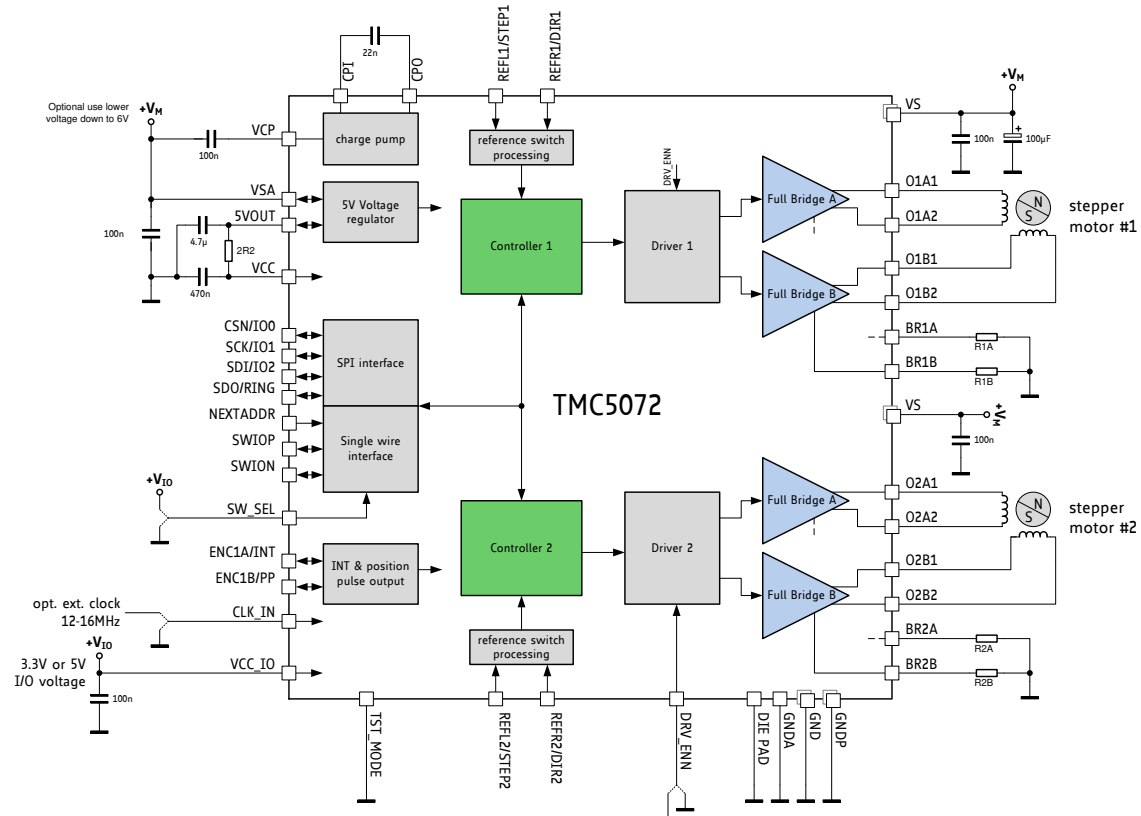 CPI
22n
CPO
REFL1/STEP1
REFR1/DIR1
+VM
Optional use lower
voltage down to 6V
+VM
VCP
100n
charge pump
reference switch
processing
VS
100n
+
100µF
VSA
5VOUT
5V Voltage
regulator
100n
4.7µ
2R2
VCC
470n
Controller 1
DRV_ENN
Driver 1
Full Bridge A
Full Bridge B
O1A1
O1A2
O1B1
O1B2
N
S
stepper
motor #1
BR1A
R1A
BR1B
R1B
CSN/IO0
SCK/IO1
SDI/IO2
SDO/RING
SPI interface
NEXTADDR
SWIOP
SWION
Single wire
interface
TMC5072
VS
+VM
100n
+VIO
SW_SEL
Controller 2
Driver 2
Full Bridge A
Full Bridge B
O2A1
O2A2
O2B1
O2B2
N
S
stepper
motor #2
ENC1A/INT
ENC1B/PP
INT & position
pulse output
opt. ext. clock
12-16MHz
CLK_IN
+VIO
3.3V or 5V
I/O voltage
100n
VCC_IO
reference switch
processing
BR2A
R2A
BR2B
R2B
TST_MODE
REFL2/STEP2
REFR2/DIR2
DRV_ENN
DIE PAD
GNDA
GND
GNDP